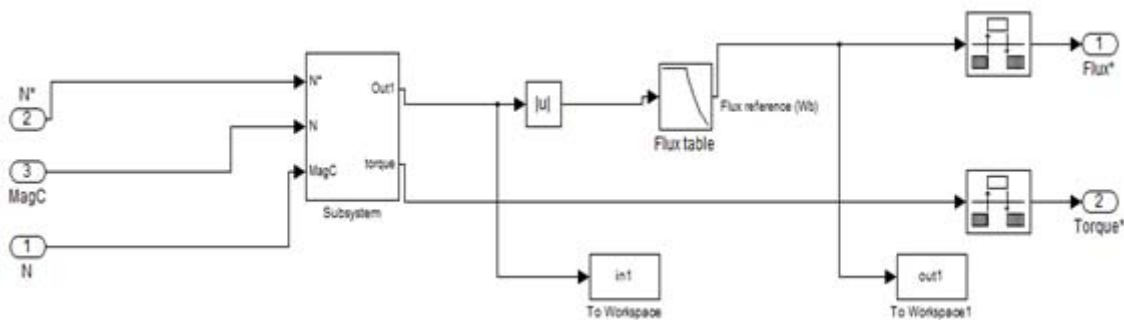 N*
2
3
MagC
1
N
N*
N
MagC
Out1
torque
Subsystem
|u|
Flux table
Flux reference (Wb)
1
Flux*
2
Torque*
in1
To Workspace
out1
To Workspace1